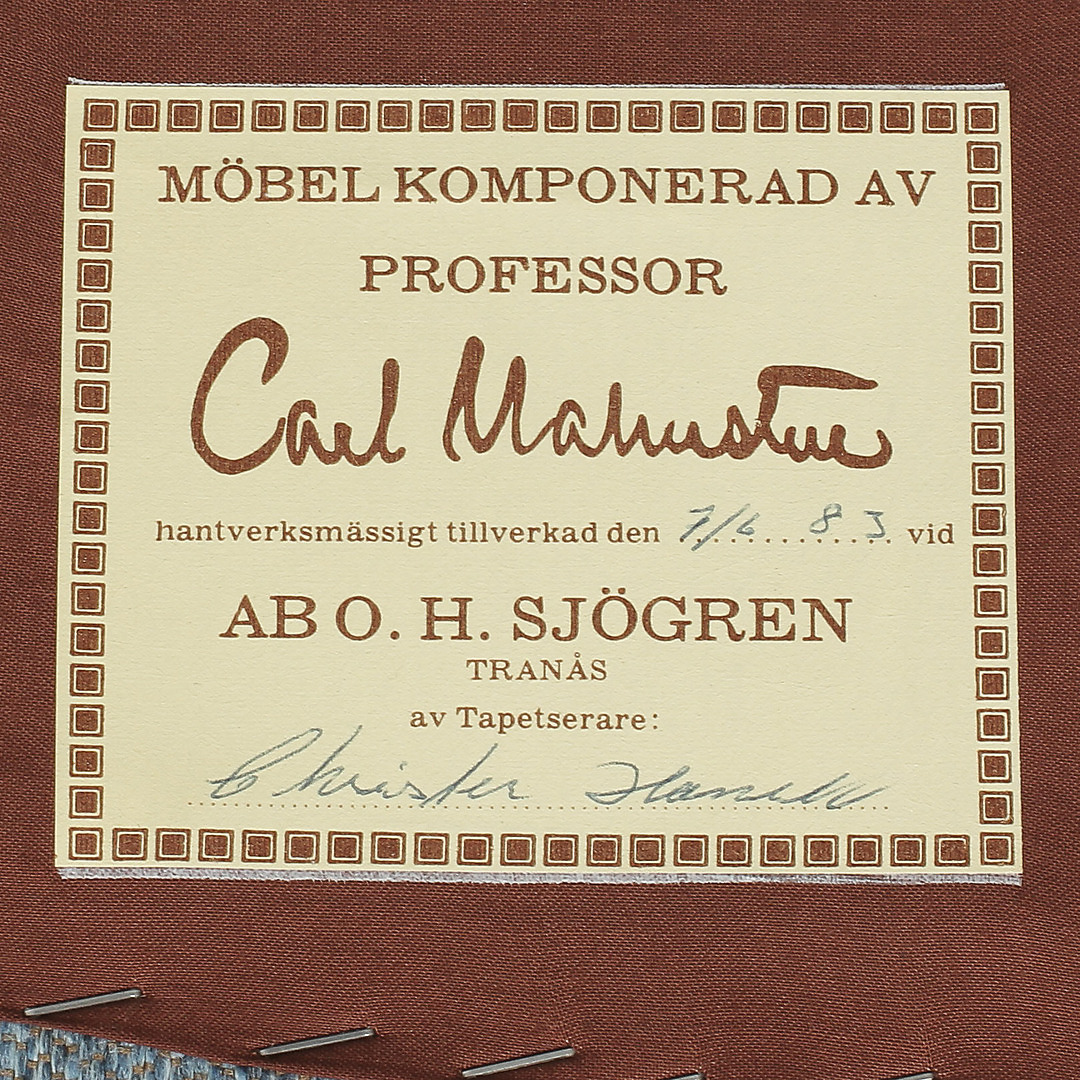 MÖBEL KOMPONERAD AV
PROFESSOR
Carl Malmsten
hantverksmässigt tillverkad den 7/6 83 vid
AB O. H. SJÖGREN
TRANÅS
av Tapetserare:
Christer